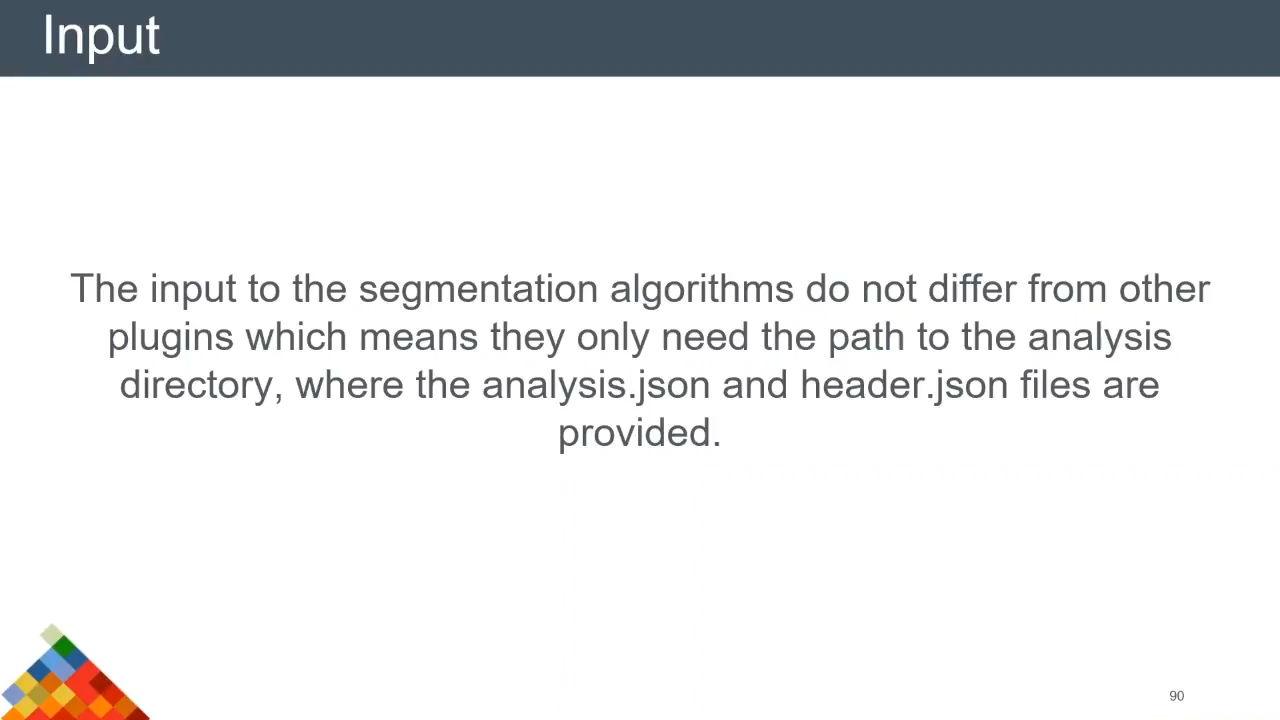 Input
The input to the segmentation algorithms do not differ from other
plugins which means they only need the path to the analysis
directory, where the analysis.json and header.json files are
provided.
90